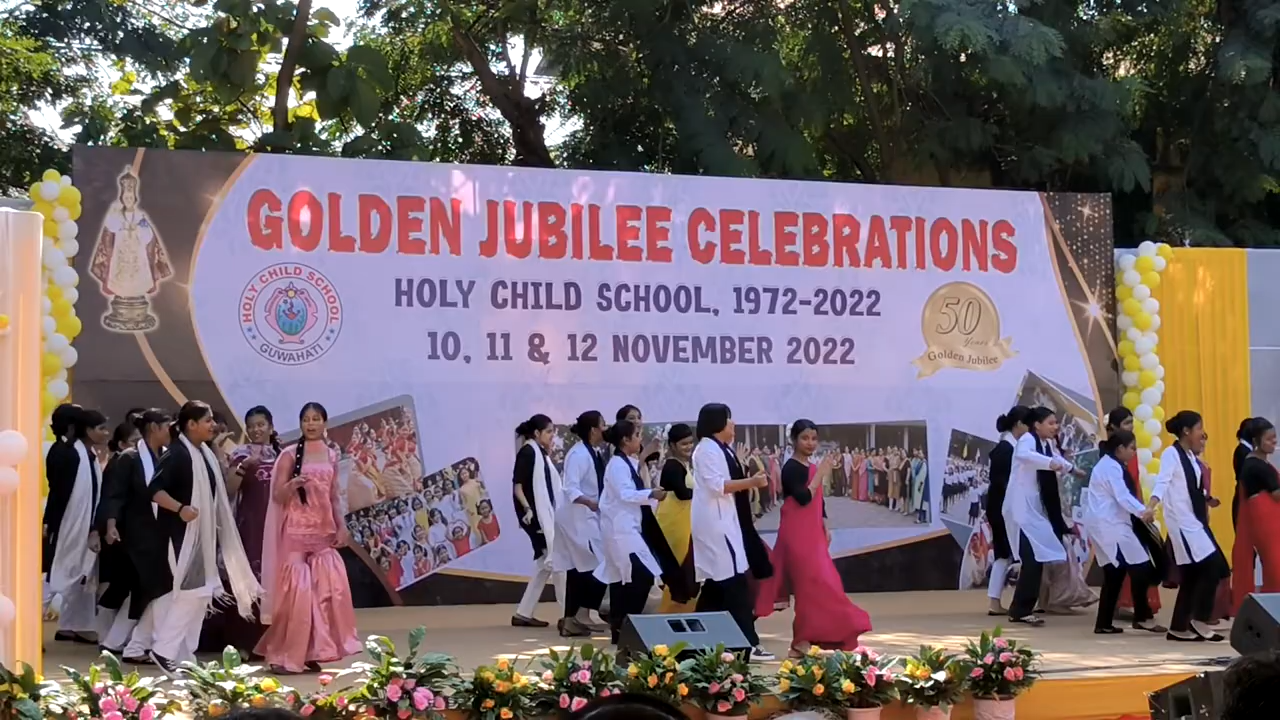 GOLDEN JUBILEE CELEBRATIONS
HOLY CHILD SCHOOL, 1972-2022
10, 11 & 12 NOVEMBER 2022
HOLY CHILD SCHOOL
GUWAHATI
50
Years
Golden Jubilee